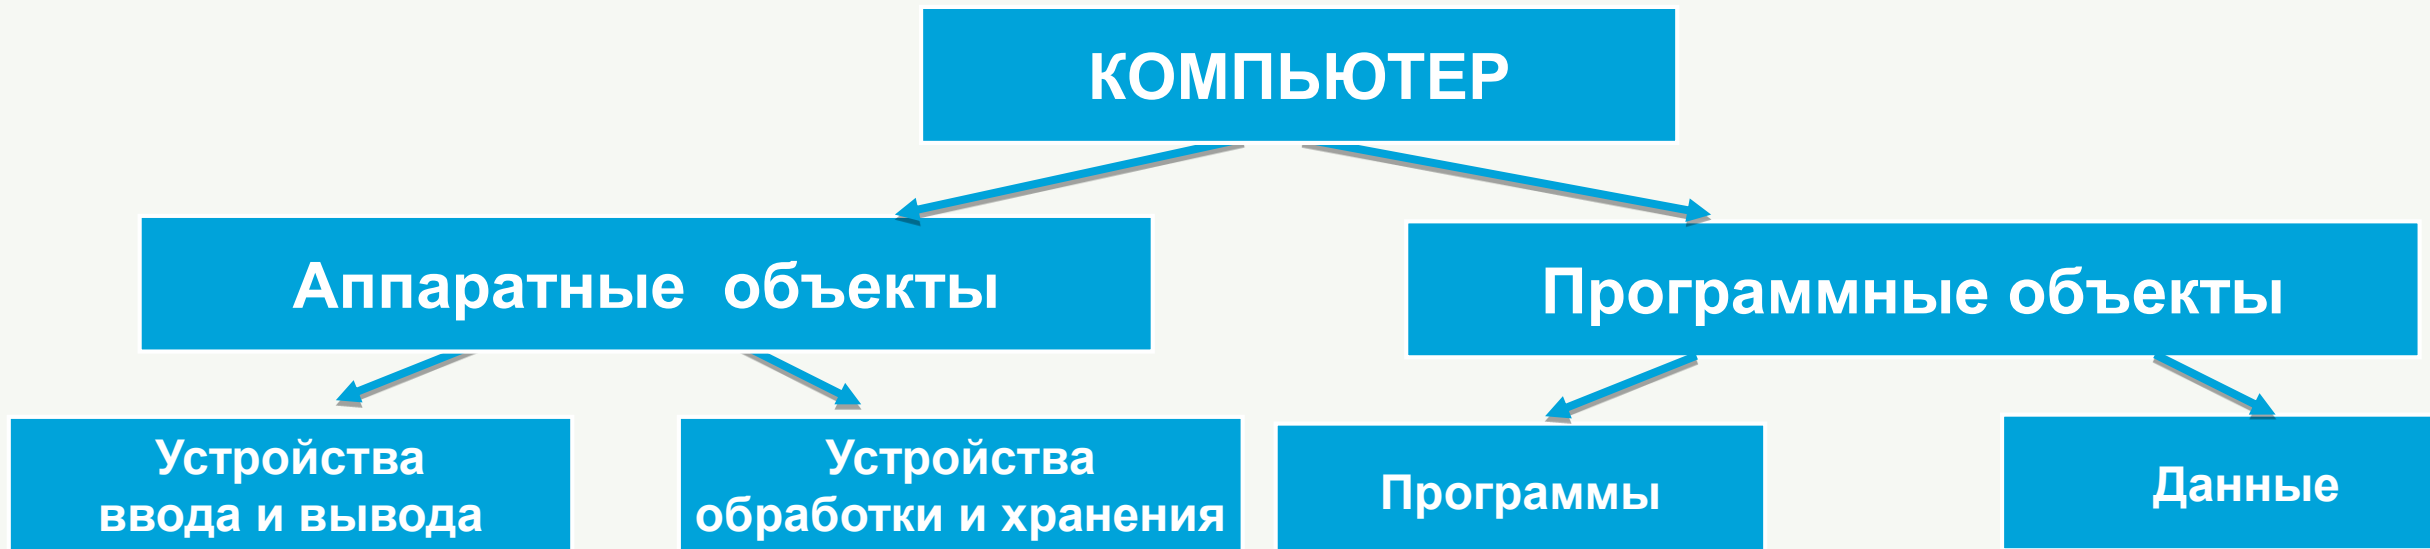 КОМПЬЮТЕР
Аппаратные объекты
Программные объекты
Устройства
ввода и вывода
Устройства
обработки и хранения
Программы
Данные